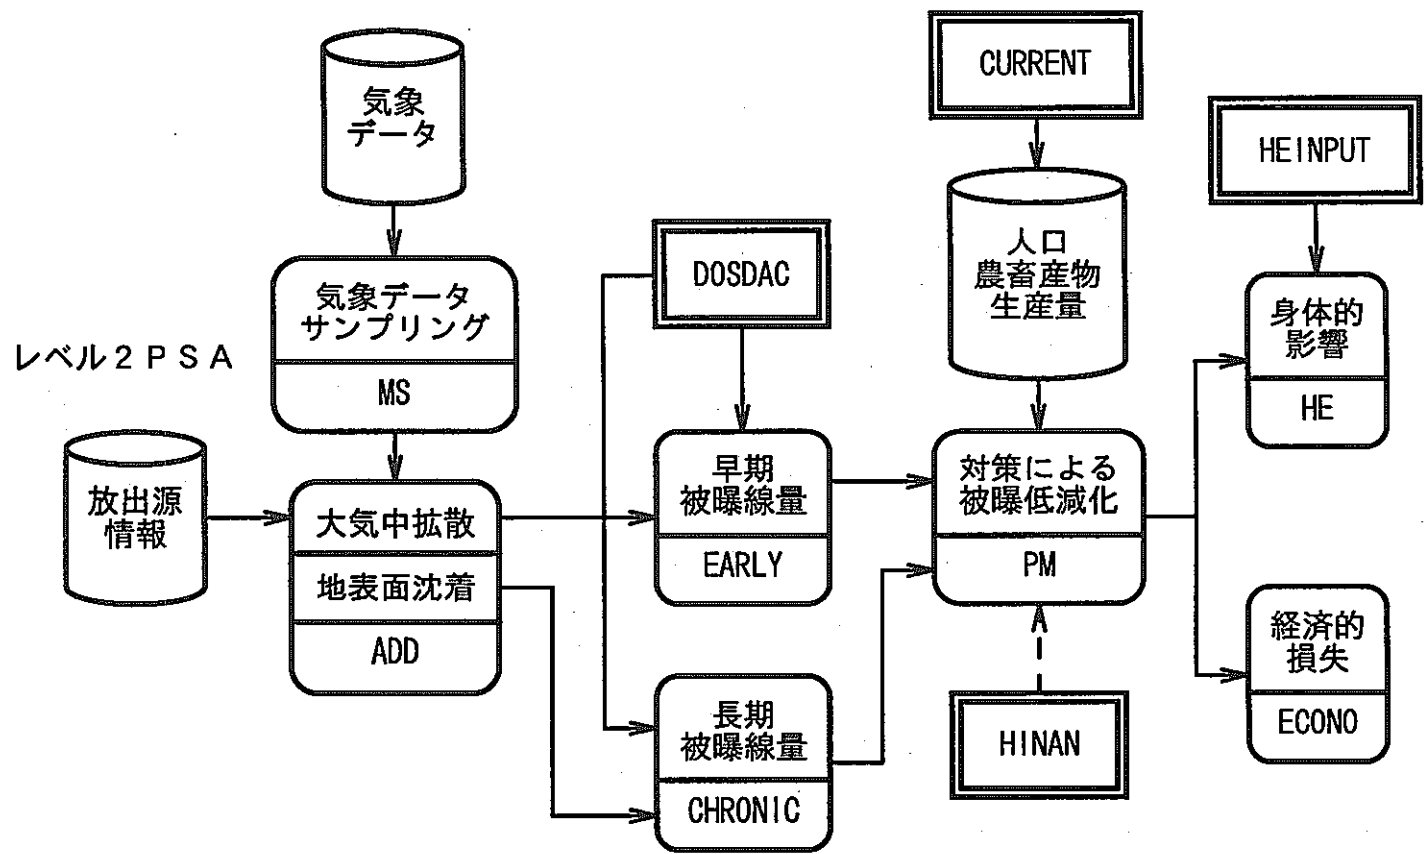 気象
データ
CURRENT
HEINPUT
人口
農畜産物
生産量
DOSDAC
気象データ
サンプリング
MS
身体的
影響
HE
レベル2PSA
放出源
情報
大気中拡散
地表面沈着
ADD
早期
被曝線量
EARLY
対策による
被曝低減化
PM
長期
被曝線量
CHRONIC
HINAN
経済的
損失
ECONO